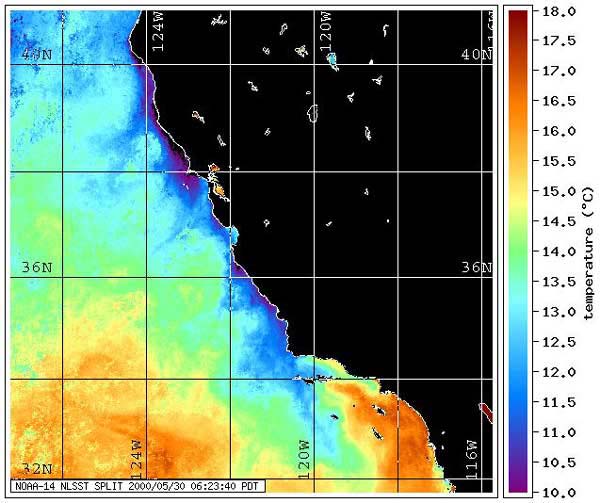 124W
120W
116W
40N
40N
36N
36N
32N
124W
120W
116W
NOAA-14 NLSST SPLIT 2000/05/30 06:23:40 PDT
18.0
17.5
17.0
16.5
16.0
15.5
15.0
14.5
14.0
13.5
13.0
12.5
12.0
11.5
11.0
10.5
10.0
temperature (°C)